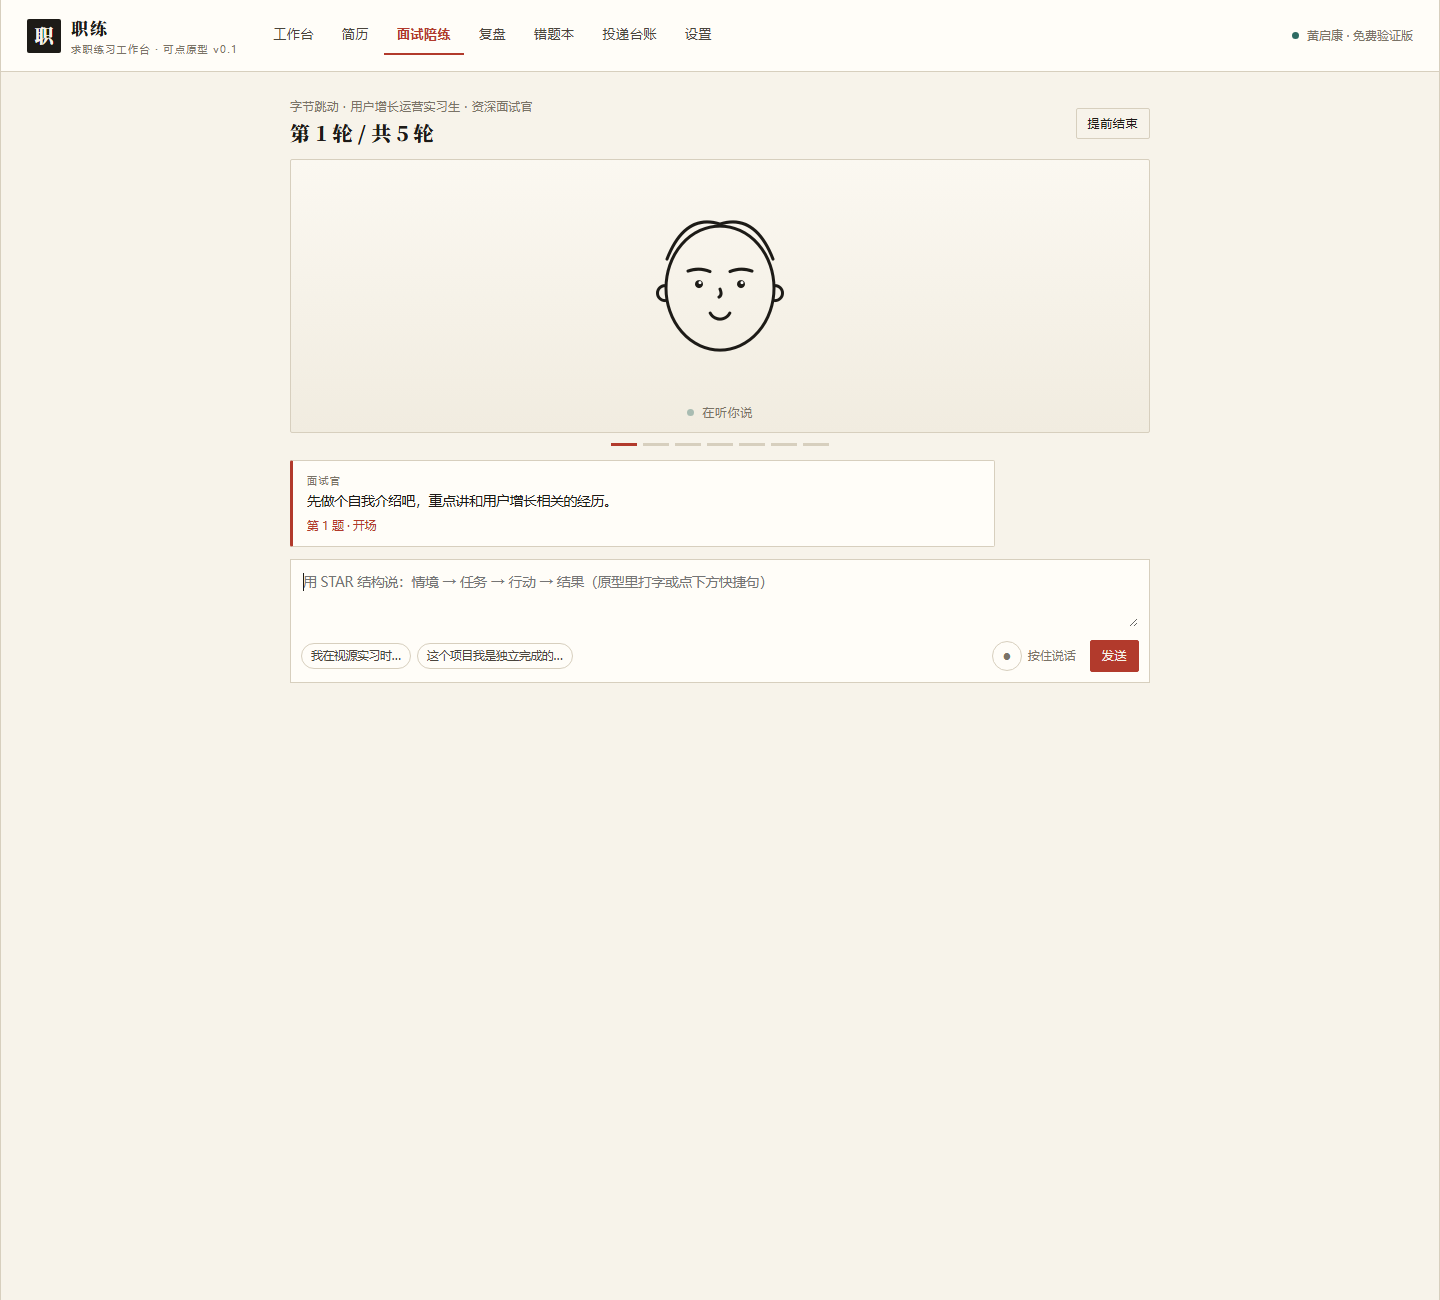 职
职练
求职练习工作台 · 可点原型 v0.1
工作台 简历 面试陪练 复盘 错题本 投递台账 设置
黄启康 · 免费验证版
字节跳动 · 用户增长运营实习生 · 资深面试官
第 1 轮 / 共 5 轮
提前结束
在听你说
面试官
先做个自我介绍吧，重点讲和用户增长相关的经历。
第 1 题 · 开场
用 STAR 结构说：情境 → 任务 → 行动 → 结果（原型里打字或点下方快捷句）
我在视源实习时... 这个项目我是独立完成的... 按住说话 发送